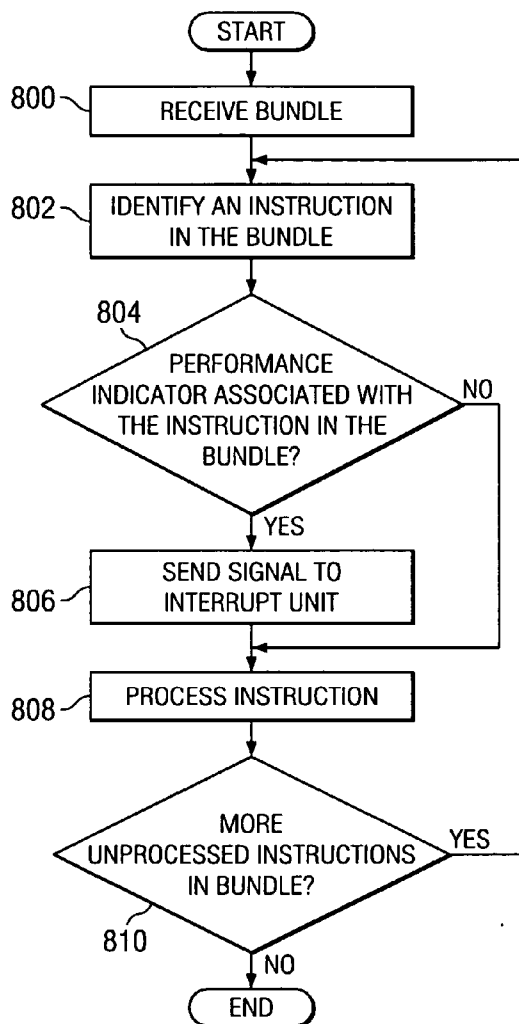 START
800
RECEIVE BUNDLE
802
IDENTIFY AN INSTRUCTION
IN THE BUNDLE
804
PERFORMANCE
INDICATOR ASSOCIATED WITH
THE INSTRUCTION IN THE
BUNDLE?
NO
YES
806
SEND SIGNAL TO
INTERRUPT UNIT
808
PROCESS INSTRUCTION
MORE
UNPROCESSED INSTRUCTIONS
IN BUNDLE?
YES
810
NO
END